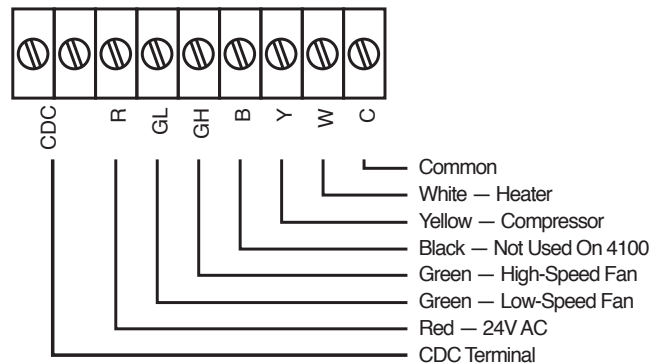 CDC R GL GH B Y W C
Common
White — Heater
Yellow — Compressor
Black — Not Used On 4100
Green — High-Speed Fan
Green — Low-Speed Fan
Red — 24V AC
CDC Terminal